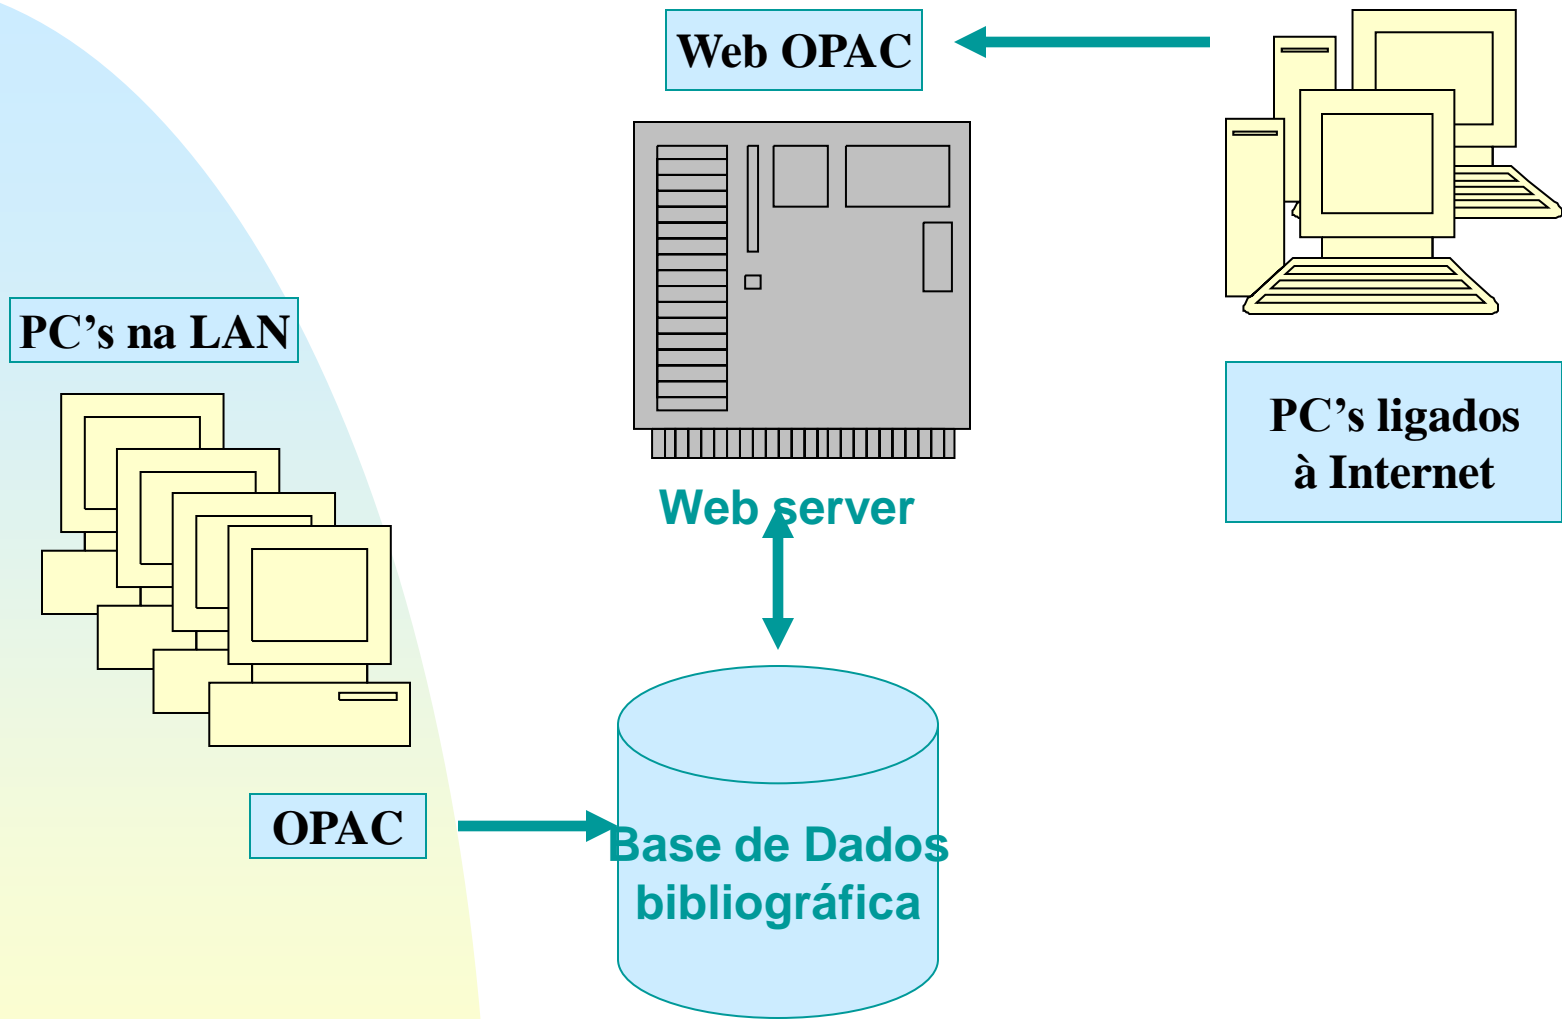 Web OPAC
PC’s na LAN
Web server
PC’s ligados
à Internet
OPAC
Base de Dados
bibliográfica